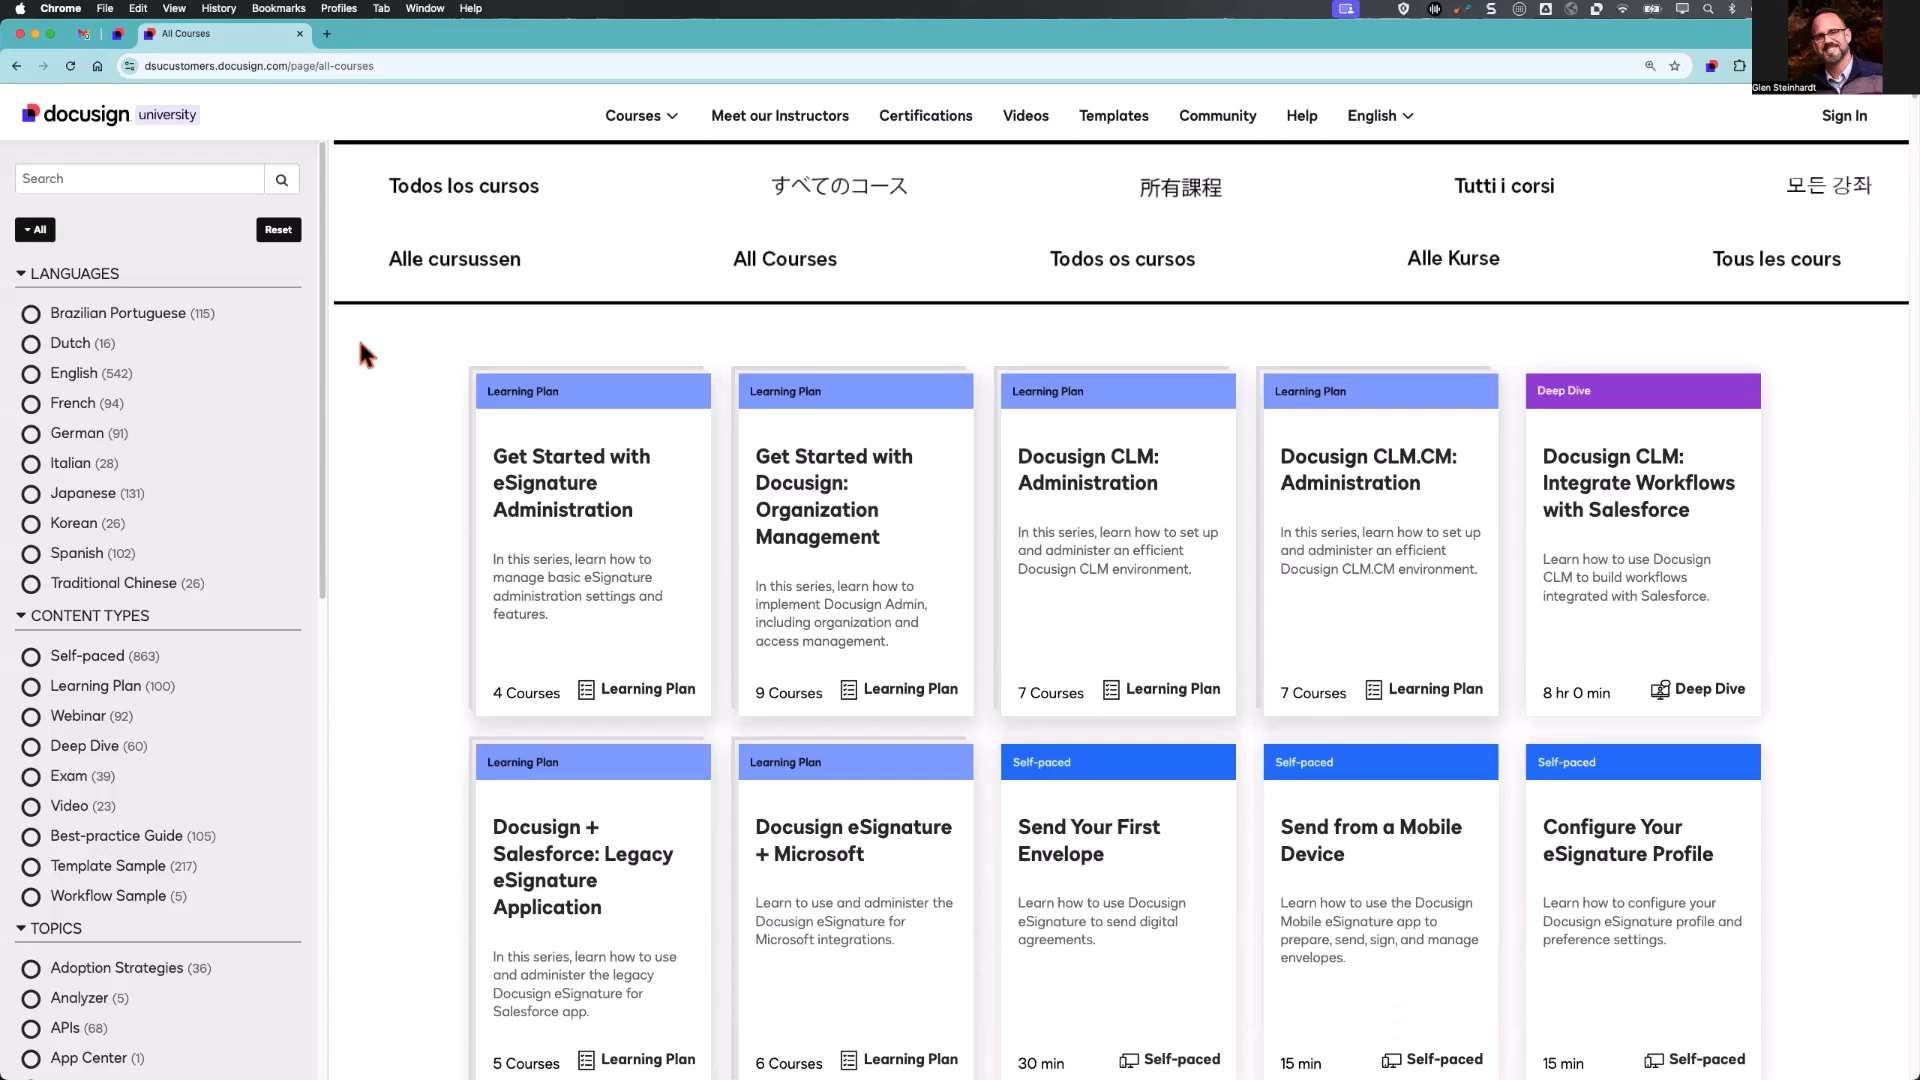 Chrome File Edit View History Bookmarks Profiles Tab Window Help
All Courses
dsucustomers.docusign.com/page/all-courses
Glen Steinhardt
docusign university
Courses Meet our Instructors Certifications Videos Templates Community Help English Sign In
Search
All Reset
LANGUAGES
Brazilian Portuguese (115)
Dutch (16)
English (542)
French (94)
German (91)
Italian (28)
Japanese (131)
Korean (26)
Spanish (102)
Traditional Chinese (26)
CONTENT TYPES
Self-paced (863)
Learning Plan (100)
Webinar (92)
Deep Dive (60)
Exam (39)
Video (23)
Best-practice Guide (105)
Template Sample (217)
Workflow Sample (5)
TOPICS
Adoption Strategies (36)
Analyzer (5)
APIs (68)
App Center (1)
Todos los cursos すべてのコース 所有課程 Tutti i corsi 모든 강좌
Alle cursussen All Courses Todos os cursos Alle Kurse Tous les cours
Learning Plan
Get Started with
eSignature
Administration
In this series, learn how to
manage basic eSignature
administration settings and
features.
4 Courses Learning Plan
Learning Plan
Get Started with
Docusign:
Organization
Management
In this series, learn how to
implement Docusign Admin,
including organization and
access management.
9 Courses Learning Plan
Learning Plan
Docusign CLM:
Administration
In this series, learn how to set up
and administer an efficient
Docusign CLM environment.
7 Courses Learning Plan
Learning Plan
Docusign CLM.CM:
Administration
In this series, learn how to set up
and administer an efficient
Docusign CLM.CM environment.
7 Courses Learning Plan
Deep Dive
Docusign CLM:
Integrate Workflows
with Salesforce
Learn how to use Docusign
CLM to build workflows
integrated with Salesforce.
8 hr 0 min Deep Dive
Learning Plan
Docusign +
Salesforce: Legacy
eSignature
Application
In this series, learn how to use
and administer the legacy
Docusign eSignature for
Salesforce app.
5 Courses Learning Plan
Learning Plan
Docusign eSignature
+ Microsoft
Learn to use and administer the
Docusign eSignature for
Microsoft integrations.
6 Courses Learning Plan
Self-paced
Send Your First
Envelope
Learn how to use Docusign
eSignature to send digital
agreements.
30 min Self-paced
Self-paced
Send from a Mobile
Device
Learn how to use the Docusign
Mobile eSignature app to
prepare, send, sign, and manage
envelopes.
15 min Self-paced
Self-paced
Configure Your
eSignature Profile
Learn how to configure your
Docusign eSignature profile and
preference settings.
15 min Self-paced